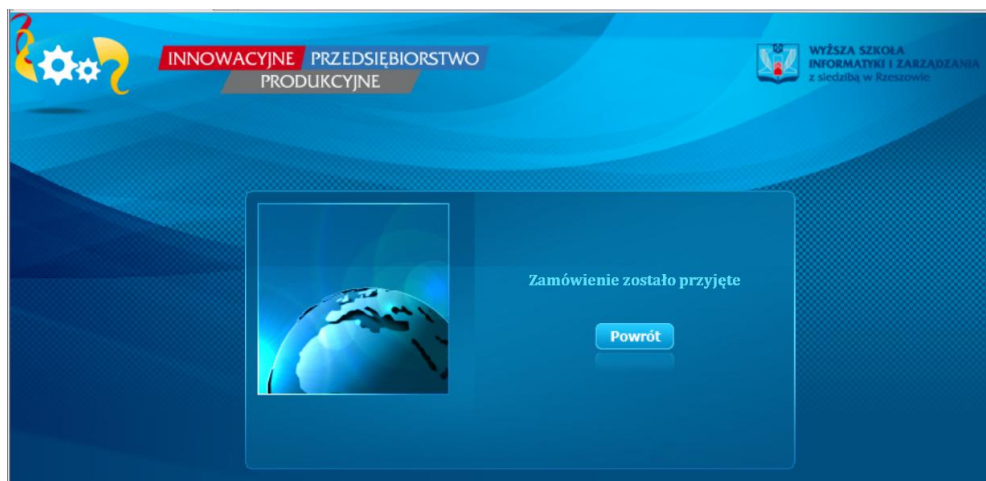 INNOWACYJNE PRZEDSIĘBIORSTWO
PRODUKCYJNE
WYŻSZA SZKOŁA
INFORMATYKI I ZARZĄDZANIA
z siedzibą w Rzeszowie
Zamówienie zostało przyjęte
Powrót